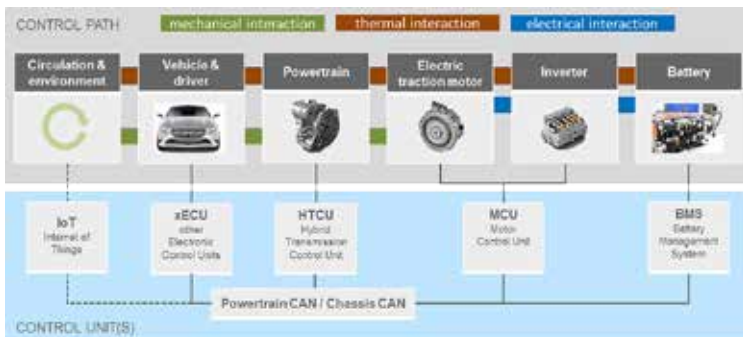 CONTROL PATH
mechanical interaction
thermal interaction
electrical interaction
Circulation &
environment
Vehicle &
driver
Powertrain
Electric
traction motor
Inverter
Battery
IoT
Internet of
Things
xECU
other
Electronic
Control Units
HTCU
Hybrid
Transmission
Control Unit
MCU
Motor
Control Unit
BMS
Battery
Management
System
Powertrain CAN / Chassis CAN
CONTROL UNIT(S)